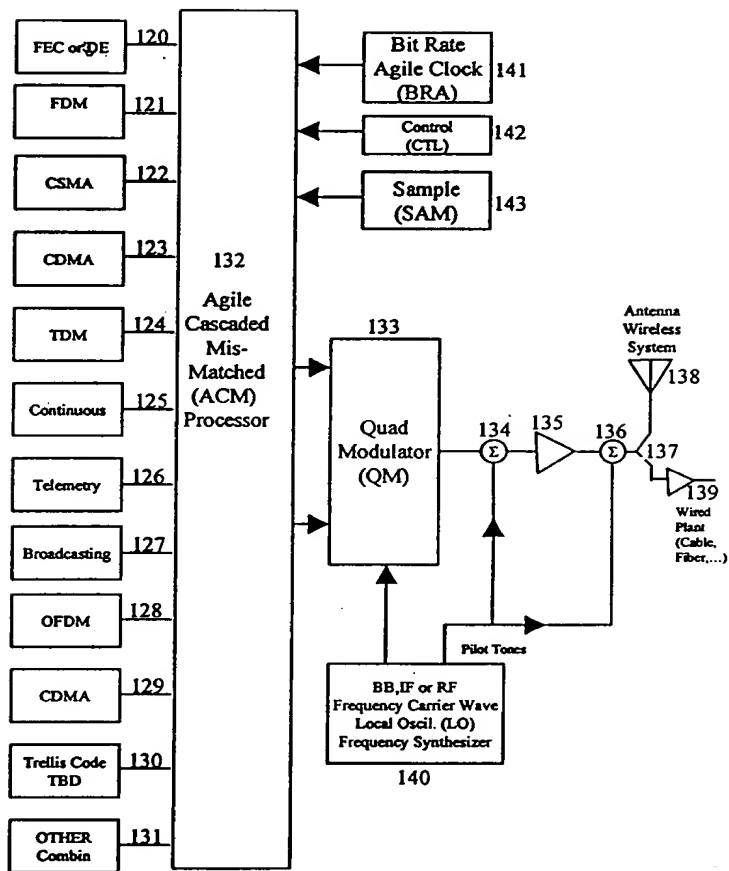 FEC or DE
120
FDM
121
CSMA
122
CDMA
123
TDM
124
Continuous
125
Telemetry
126
Broadcasting
127
OFDM
128
CDMA
129
Trellis Code
TBD
130
OTHER
Combin
131
132
Agile
Cascaded
Mis-
Matched
(ACM)
Processor
Bit Rate
Agile Clock
(BRA)
141
Control
(CTL)
142
Sample
(SAM)
143
133
Quad
Modulator
(QM)
134
Σ
135
136
Σ
137
Antenna
Wireless
System
138
139
Wired
Plant
(Cable,
Fiber,...)
Pilot Tones
BB,IF or RF
Frequency Carrier Wave
Local Oscil. (LO)
Frequency Synthesizer
140